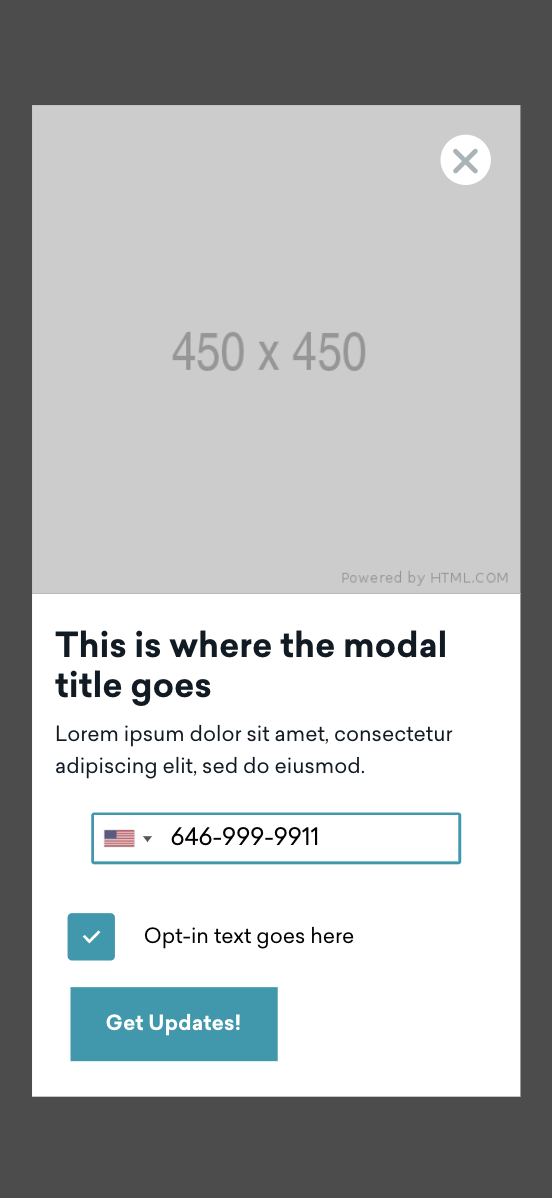 450 x 450
Powered by HTML.COM
This is where the modal
title goes
Lorem ipsum dolor sit amet, consectetur
adipiscing elit, sed do eiusmod.
646-999-9911
Opt-in text goes here
Get Updates!